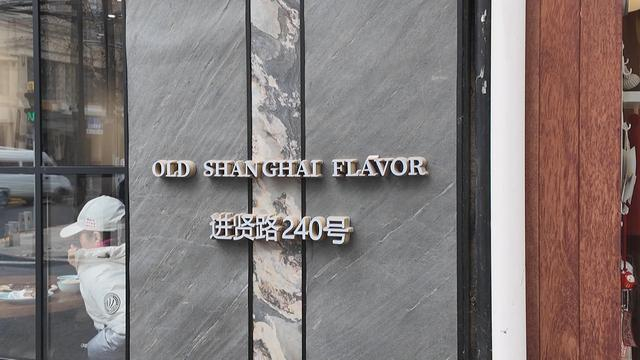 OLD SHANGHAI FLAVOR
进贤路240号